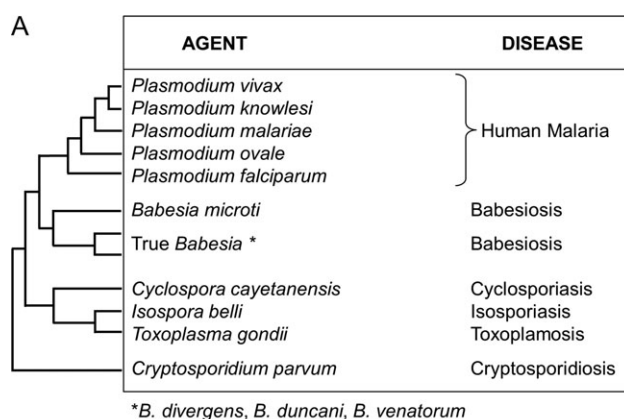 A
AGENT DISEASE
Plasmodium vivax
Plasmodium knowlesi
Plasmodium malariae Human Malaria
Plasmodium ovale
Plasmodium falciparum
Babesia microti Babesiosis
True Babesia * Babesiosis
Cyclospora cayetanensis Cyclosporiasis
Isospora belli Isosporiasis
Toxoplasma gondii Toxoplamosis
Cryptosporidium parvum Cryptosporidiosis
*B. divergens, B. duncani, B. venatorum